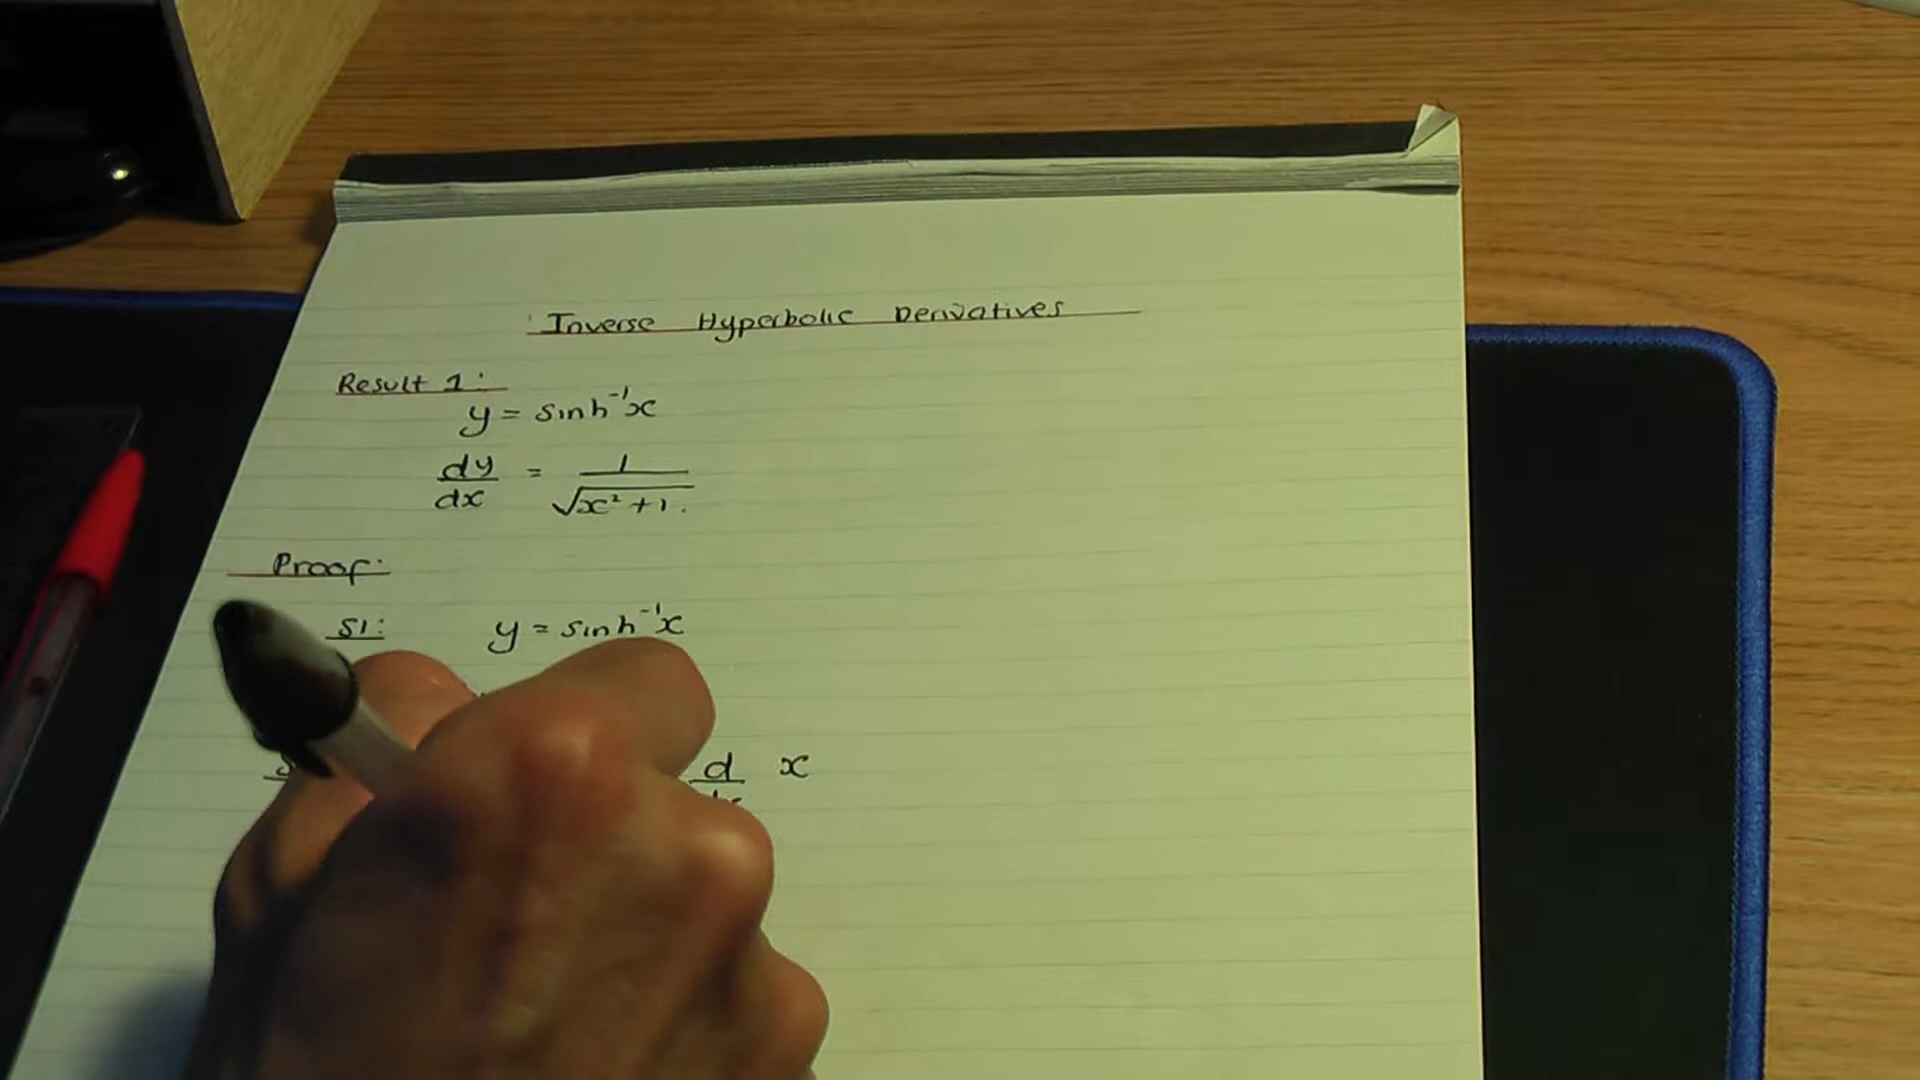 Inverse Hyperbolic Derivatives
Result 1:
y = sinh⁻¹x
dy/dx = 1/√(x² + 1).
Proof:
S1: y = sinh⁻¹x
d x